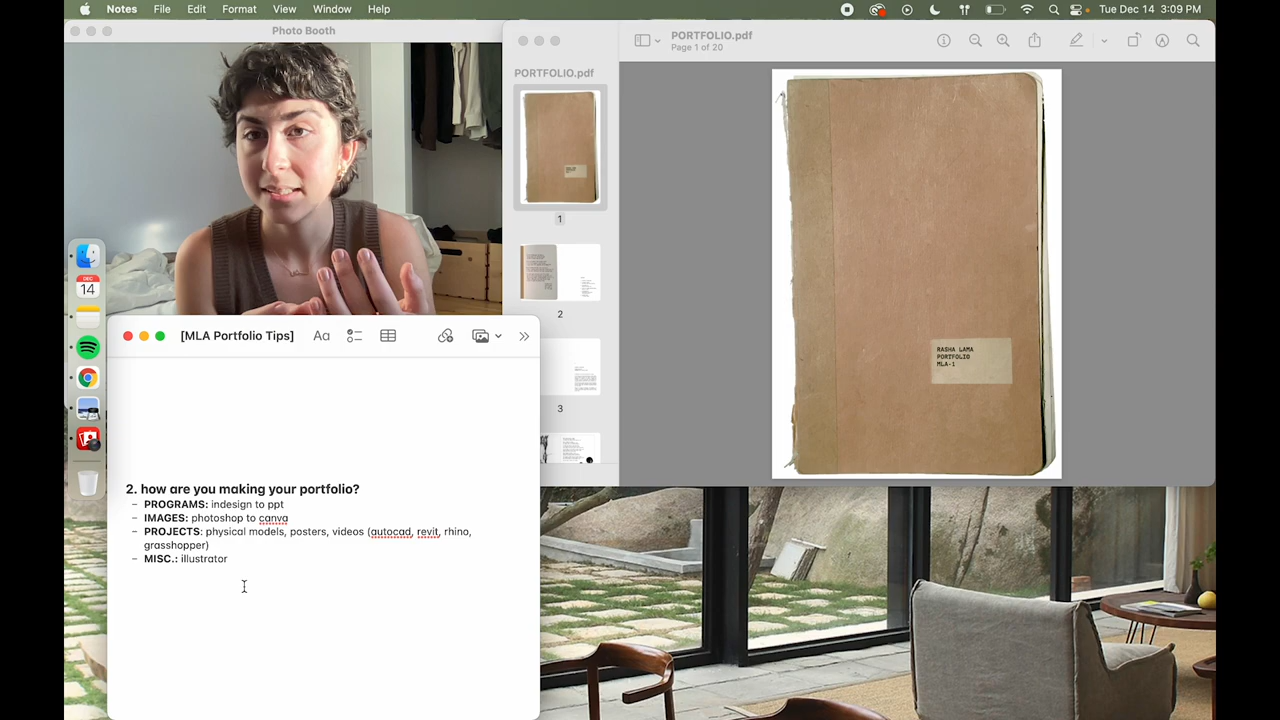 Notes File Edit Format View Window Help
Tue Dec 14 3:09 PM
Photo Booth
PORTFOLIO.pdf
Page 1 of 20
PORTFOLIO.pdf
1
2
3
RASHA LAMA
PORTFOLIO
MLA-1
DEC
14
[MLA Portfolio Tips]
Aa
2. how are you making your portfolio?
- PROGRAMS: indesign to ppt
- IMAGES: photoshop to canva
- PROJECTS: physical models, posters, videos (autocad, revit, rhino,
grasshopper)
- MISC.: illustrator